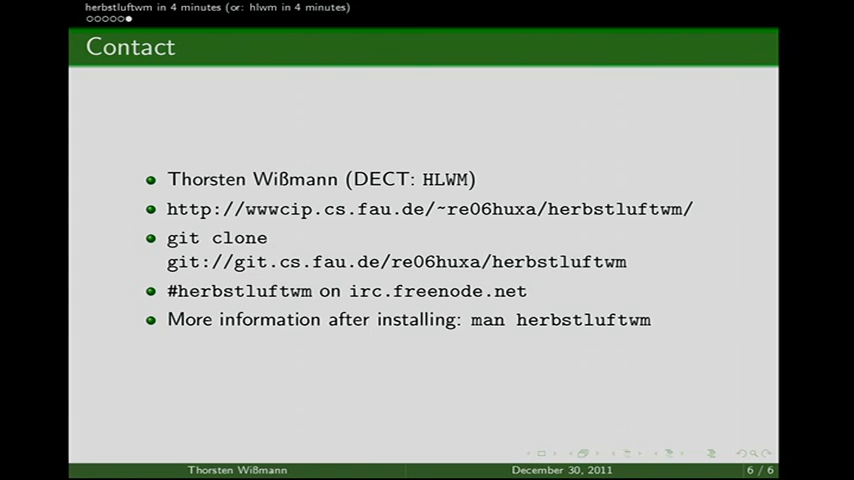 herbstluftwm in 4 minutes (or: hlwm in 4 minutes)
Contact
Thorsten Wißmann (DECT: HLWM)
http://wwwcip.cs.fau.de/~re06huxa/herbstluftwm/
git clone
git://git.cs.fau.de/re06huxa/herbstluftwm
#herbstluftwm on irc.freenode.net
More information after installing: man herbstluftwm
Thorsten Wißmann December 30, 2011 6 / 6